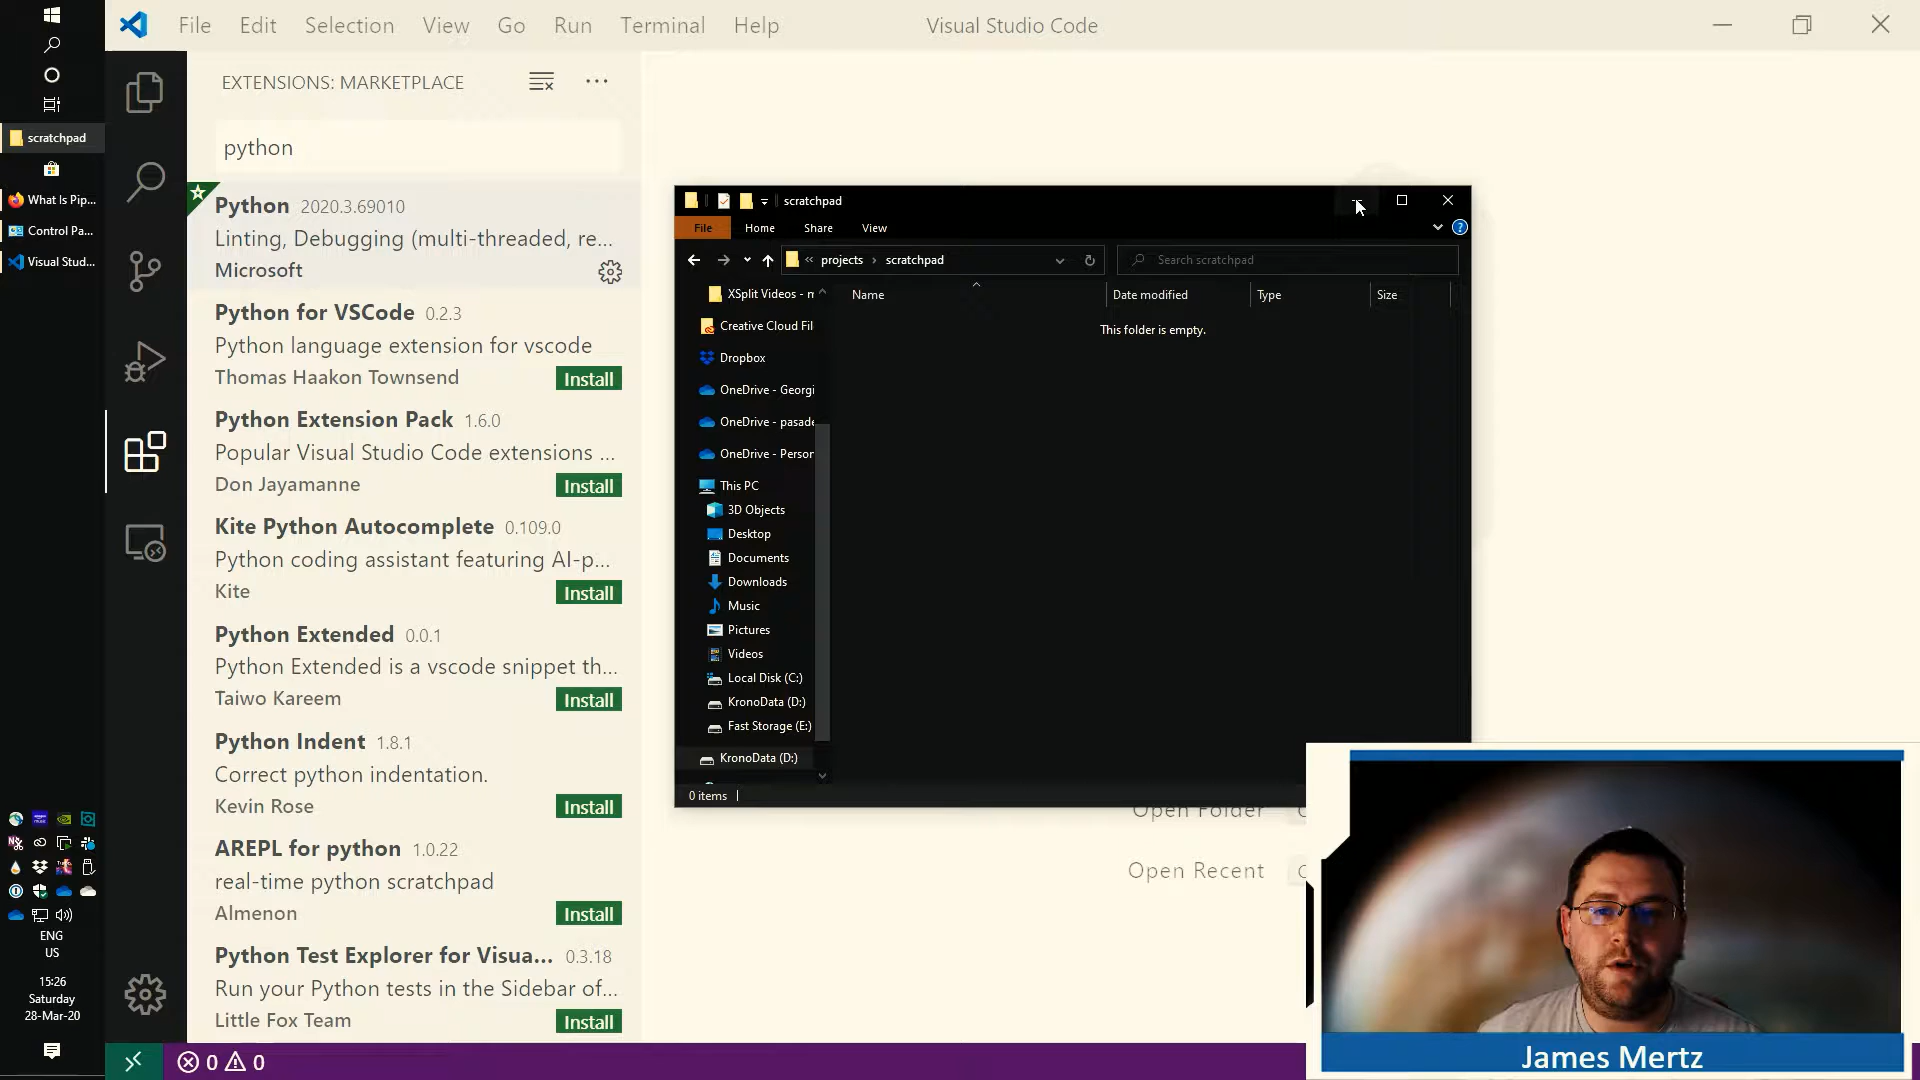 File Edit Selection View Go Run Terminal Help
Visual Studio Code
scratchpad
What Is Pip...
Control Pa...
Visual Stud...
ENG
US
15:26
Saturday
28-Mar-20
EXTENSIONS: MARKETPLACE
python
Python 2020.3.69010
Linting, Debugging (multi-threaded, re...
Microsoft
Python for VSCode 0.2.3
Python language extension for vscode
Thomas Haakon Townsend Install
Python Extension Pack 1.6.0
Popular Visual Studio Code extensions ...
Don Jayamanne Install
Kite Python Autocomplete 0.109.0
Python coding assistant featuring AI-p...
Kite Install
Python Extended 0.0.1
Python Extended is a vscode snippet th...
Taiwo Kareem Install
Python Indent 1.8.1
Correct python indentation.
Kevin Rose Install
AREPL for python 1.0.22
real-time python scratchpad
Almenon Install
Python Test Explorer for Visua... 0.3.18
Run your Python tests in the Sidebar of...
Little Fox Team Install
0 0
scratchpad
File Home Share View
projects scratchpad
Search scratchpad
Name Date modified Type Size
This folder is empty.
XSplit Videos - m
Creative Cloud Fil
Dropbox
OneDrive - Georgi
OneDrive - pasade
OneDrive - Person
This PC
3D Objects
Desktop
Documents
Downloads
Music
Pictures
Videos
Local Disk (C:)
KronoData (D:)
Fast Storage (E:)
KronoData (D:)
0 items
Open Folder
Open Recent
James Mertz